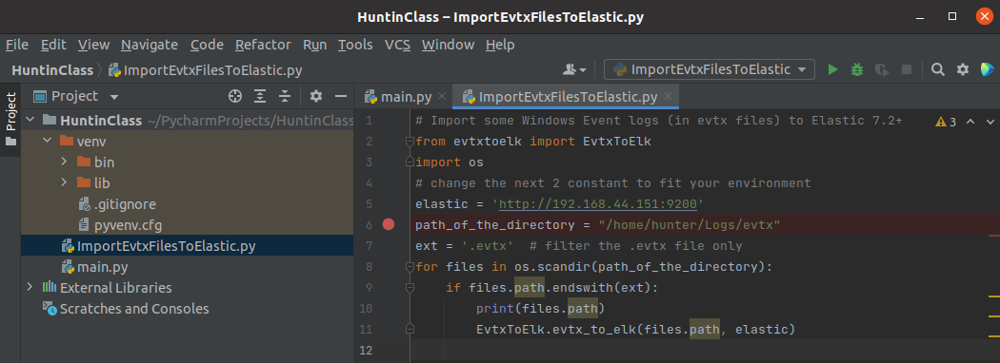 HuntinClass – ImportEvtxFilesToElastic.py
File Edit View Navigate Code Refactor Run Tools VCS Window Help
HuntinClass ImportEvtxFilesToElastic.py ImportEvtxFilesToElastic
Project
Project
main.py ImportEvtxFilesToElastic.py
HuntinClass ~/PycharmProjects/HuntinClass
venv
bin
lib
.gitignore
pyvenv.cfg
ImportEvtxFilesToElastic.py
main.py
External Libraries
Scratches and Consoles
3
1 # Import some Windows Event logs (in evtx files) to Elastic 7.2+
2 from evtxtoelk import EvtxToElk
3 import os
4 # change the next 2 constant to fit your environment
5 elastic = 'http://192.168.44.151:9200'
6 path_of_the_directory = "/home/hunter/Logs/evtx"
7 ext = '.evtx'  # filter the .evtx file only
8 for files in os.scandir(path_of_the_directory):
9     if files.path.endswith(ext):
10         print(files.path)
11         EvtxToElk.evtx_to_elk(files.path, elastic)
12